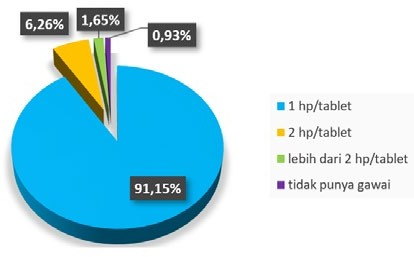 6,26%
1,65%
0,93%
91,15%
1 hp/tablet
2 hp/tablet
lebih dari 2 hp/tablet
tidak punya gawai